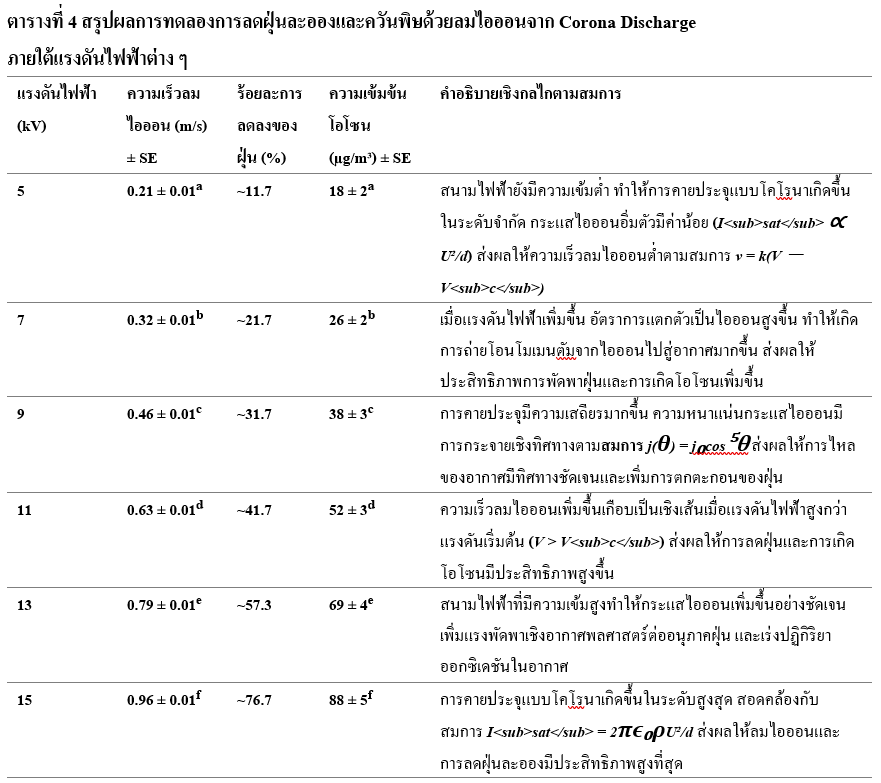 ตารางที่ 4 สรุปผลการทดลองการลดฝุ่นละอองและควันพิษด้วยลมไอออนจาก Corona Discharge
ภายใต้แรงดันไฟฟ้าต่าง ๆ
แรงดันไฟฟ้า (kV) ความเร็วลมไอออน (m/s) ± SE ร้อยละการลดลงของฝุ่น (%) ความเข้มข้นโอโซน (µg/m³) ± SE คำอธิบายเชิงกลไกตามสมการ
5 0.21 ± 0.01ᵃ ~11.7 18 ± 2ᵃ สนามไฟฟ้ายังมีความเข้มต่ำ ทำให้การคายประจุแบบโคโรนาเกิดขึ้น
ในระดับจำกัด กระแสไอออนอิ่มตัวมีค่าน้อย (I<sub>sat</sub> ∝
U²/d) ส่งผลให้ความเร็วลมไอออนต่ำตามสมการ v = k(V −
V<sub>c</sub>)
7 0.32 ± 0.01ᵇ ~21.7 26 ± 2ᵇ เมื่อแรงดันไฟฟ้าเพิ่มขึ้น อัตราการแตกตัวเป็นไอออนสูงขึ้น ทำให้เกิด
การถ่ายโอนโมเมนตัมจากไอออนไปสู่อากาศมากขึ้น ส่งผลให้
ประสิทธิภาพการพัดพาฝุ่นและการเกิดโอโซนเพิ่มขึ้น
9 0.46 ± 0.01ᶜ ~31.7 38 ± 3ᶜ การคายประจุมีความเสถียรมากขึ้น ความหนาแน่นกระแสไอออนมี
การกระจายเชิงทิศทางตามสมการ j(θ) = j₀cos ⁵θ ส่งผลให้การไหล
ของอากาศมีทิศทางชัดเจนและเพิ่มการตกตะกอนของฝุ่น
11 0.63 ± 0.01ᵈ ~41.7 52 ± 3ᵈ ความเร็วลมไอออนเพิ่มขึ้นเกือบเป็นเชิงเส้นเมื่อแรงดันไฟฟ้าสูงกว่า
แรงดันเริ่มต้น (V > V<sub>c</sub>) ส่งผลให้การลดฝุ่นและการเกิด
โอโซนมีประสิทธิภาพสูงขึ้น
13 0.79 ± 0.01ᵉ ~57.3 69 ± 4ᵉ สนามไฟฟ้าที่มีความเข้มสูงทำให้กระแสไอออนเพิ่มขึ้นอย่างชัดเจน
เพิ่มแรงพัดพาเชิงอากาศพลศาสตร์ต่ออนุภาคฝุ่น และเร่งปฏิกิริยา
ออกซิเดชันในอากาศ
15 0.96 ± 0.01ᶠ ~76.7 88 ± 5ᶠ การคายประจุแบบโคโรนาเกิดขึ้นในระดับสูงสุด สอดคล้องกับ
สมการ I<sub>sat</sub> = 2πϵ₀ρU²/d ส่งผลให้ลมไอออนและ
การลดฝุ่นละอองมีประสิทธิภาพสูงที่สุด